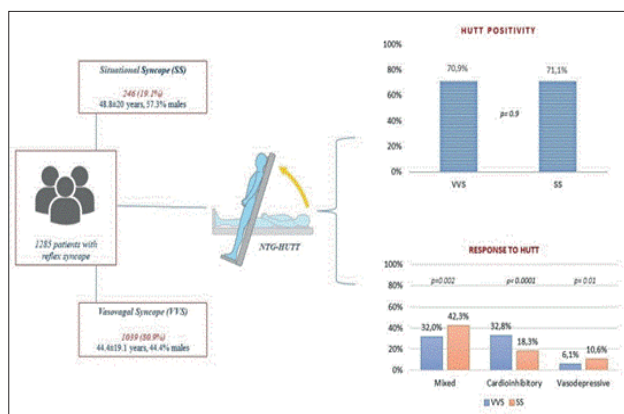 Situational Syncope (SS)
246 (19.1%)
48.8±20 years, 57.3% males
1285 patients with
reflex syncope
Vasovagal Syncope (VVS)
1039 (80.9%)
44.4±19.1 years, 44.4% males
NTG-HUTT
HUTT POSITIVITY
100%
80%
60%
40%
20%
0%
70,9%
71,1%
p= 0.9
VVS
SS
RESPONSE TO HUTT
100%
80%
60%
40%
20%
0%
p=0.002
p< 0.0001
p= 0.01
32,0%
42,3%
32,8%
18,3%
6,1%
10,6%
Mixed
Cardioinhibitory
Vasodepressive
VVS
SS